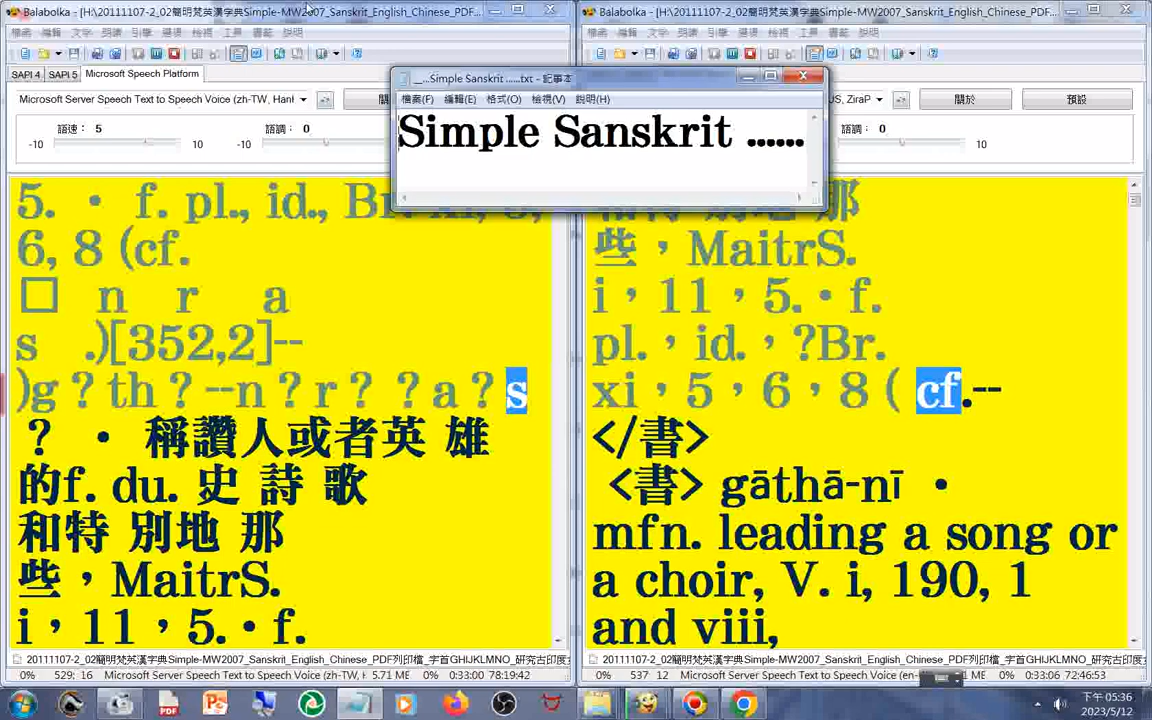 Balabolka - [H:\20111107-2_02簡明梵英漢字典Simple-MW2007_Sanskrit_English_Chinese_PDF...
Balabolka - [H:\20111107-2_02簡明梵英漢字典Simple-MW2007_Sanskrit_English_Chinese_PDF...
SAPI 4 SAPI 5 Microsoft Speech Platform
Microsoft Server Speech Text to Speech Voice (zh-TW, Han
語速: 5 語調: 0
-10 10 -10
__...Simple Sanskrit ......txt - 記事本
檔案(F) 編輯(E) 格式(O) 檢視(V) 說明(H)
Simple Sanskrit ......
US, ZiraP 關於 預設
語調: 0
10
5. • f. pl., id., Br. xi, 5,
6, 8 (cf.
□ n r a
s .)[352,2]--
)g?th?--n?r??a?s
? • 稱讚人或者英 雄
的f. du. 史 詩 歌
和特 別地 那
些，MaitrS.
i，11，5.•f.
和特 別地 那
些，MaitrS.
i，11，5.•f.
pl.，id.，?Br.
xi，5，6，8 ( cf.--
</書>
<書> gāthā-nī •
mfn. leading a song or
a choir, V. i, 190, 1
and viii,
20111107-2_02簡明梵英漢字典Simple-MW2007_Sanskrit_English_Chinese_PDF列印檔_字首GHIJKLMNO_研究古印度
20111107-2_02簡明梵英漢字典Simple-MW2007_Sanskrit_English_Chinese_PDF列印檔_字首GHIJKLMNO_研究古印度
0% 529: 16 Microsoft Server Speech Text to Speech Voice (zh-TW, H 5.71 ME 0% 0:33:00 78:19:42
0% 537 12 Microsoft Server Speech Text to Speech Voice (en- MB 0% 0:33:06 72:46:53
下午 05:36
2023/5/12